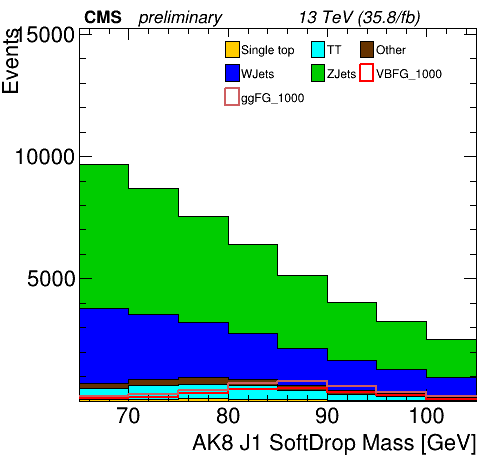 CMS preliminary 13 TeV (35.8/fb)
Events
15000
10000
5000
Single top TT Other
WJets ZJets VBFG_1000
ggFG_1000
70 80 90 100
AK8 J1 SoftDrop Mass [GeV]